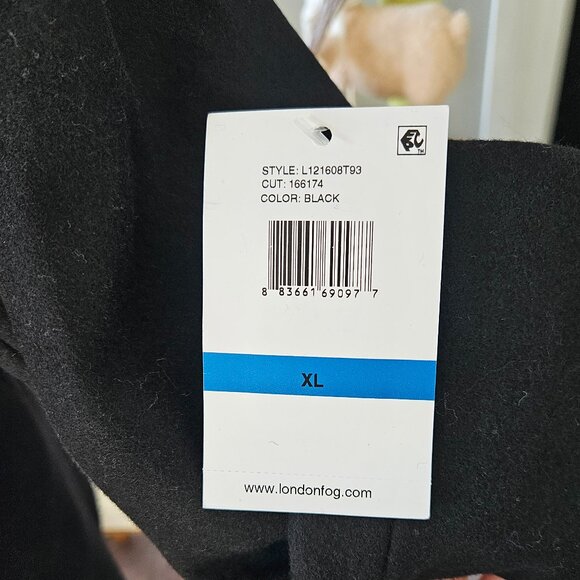 STYLE: L121608T93
CUT: 166174
COLOR: BLACK
8 83661 69097 7
XL
www.londonfog.com